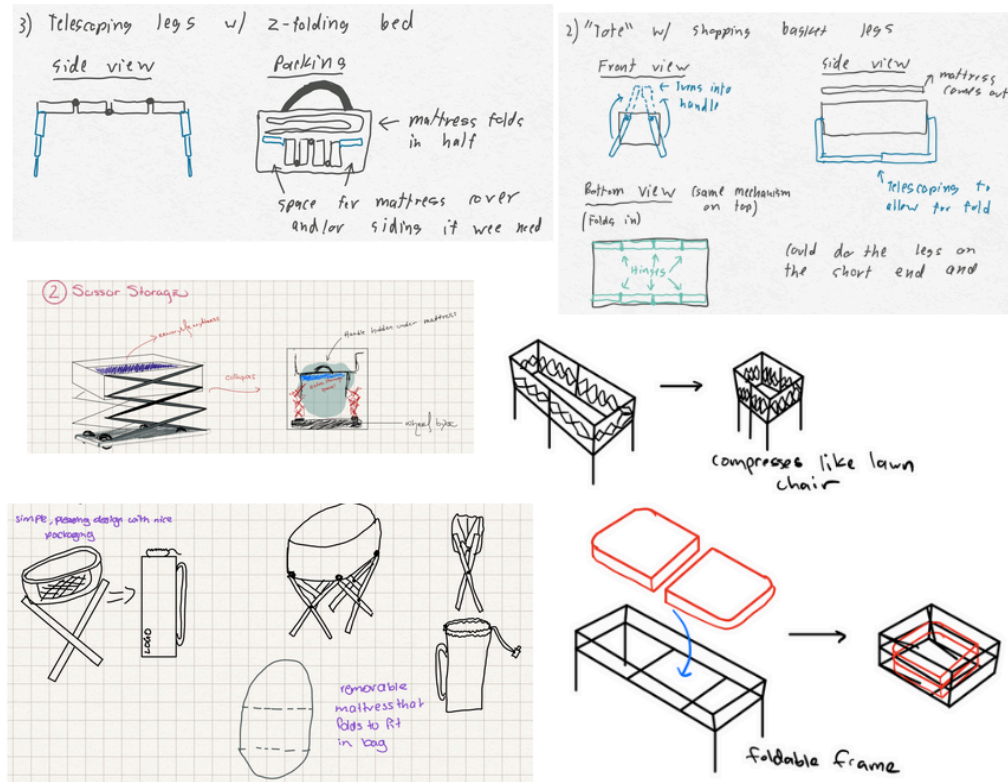 3) Telescoping legs w/ z-folding bed
side view
Packing
mattress folds
in half
space for mattress cover
and/or siding if wee need
2) "Tote" w/ shopping basket legs
Front view
Turns into
handle
side view
mattress
comes out
Telescoping to
allow for fold
Bottom view (same mechanism
on top)
(Folds in)
Hinges
Could do the legs on
the short end and
② Scissor Storage
collapses
Handle hidden under mattress
wheel base
compresses like lawn
chair
simple, pleasing design with nice
packaging
LOGO
removable
mattress that
folds to fit
in bag
foldable frame